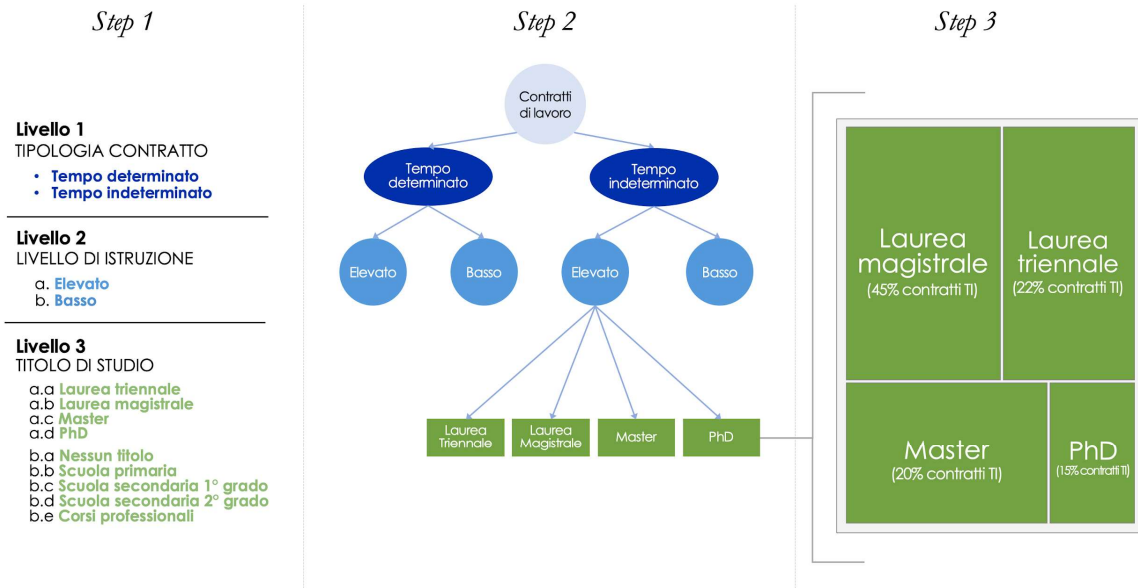 Step 1
Livello 1
TIPOLOGIA CONTRATTO
• Tempo determinato
• Tempo indeterminato
Livello 2
LIVELLO DI ISTRUZIONE
a. Elevato
b. Basso
Livello 3
TITOLO DI STUDIO
a.a Laurea triennale
a.b Laurea magistrale
a.c Master
a.d PhD
b.a Nessun titolo
b.b Scuola primaria
b.c Scuola secondaria 1° grado
b.d Scuola secondaria 2° grado
b.e Corsi professionali
Step 2
Contratti
di lavoro
Tempo
determinato
Tempo
indeterminato
Elevato
Basso
Elevato
Basso
Laurea
Triennale
Laurea
Magistrale
Master
PhD
Step 3
Laurea
magistrale
(45% contratti TI)
Laurea
triennale
(22% contratti TI)
Master
(20% contratti TI)
PhD
(15% contratti TI)